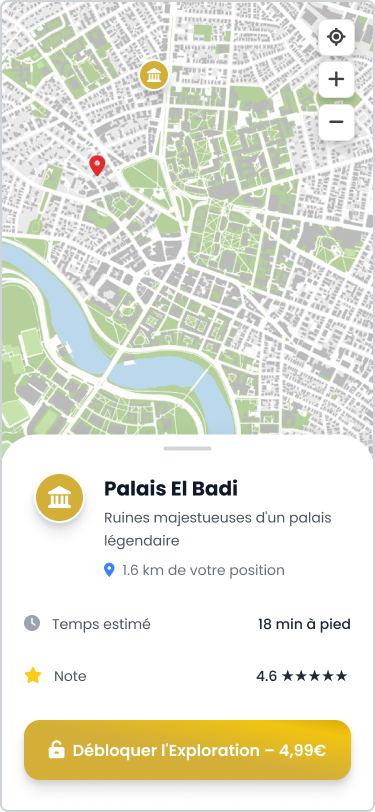 Palais El Badi
Ruines majestueuses d'un palais
légendaire
1.6 km de votre position
Temps estimé 18 min à pied
Note 4.6 ★★★★★
Débloquer l'Exploration – 4,99€